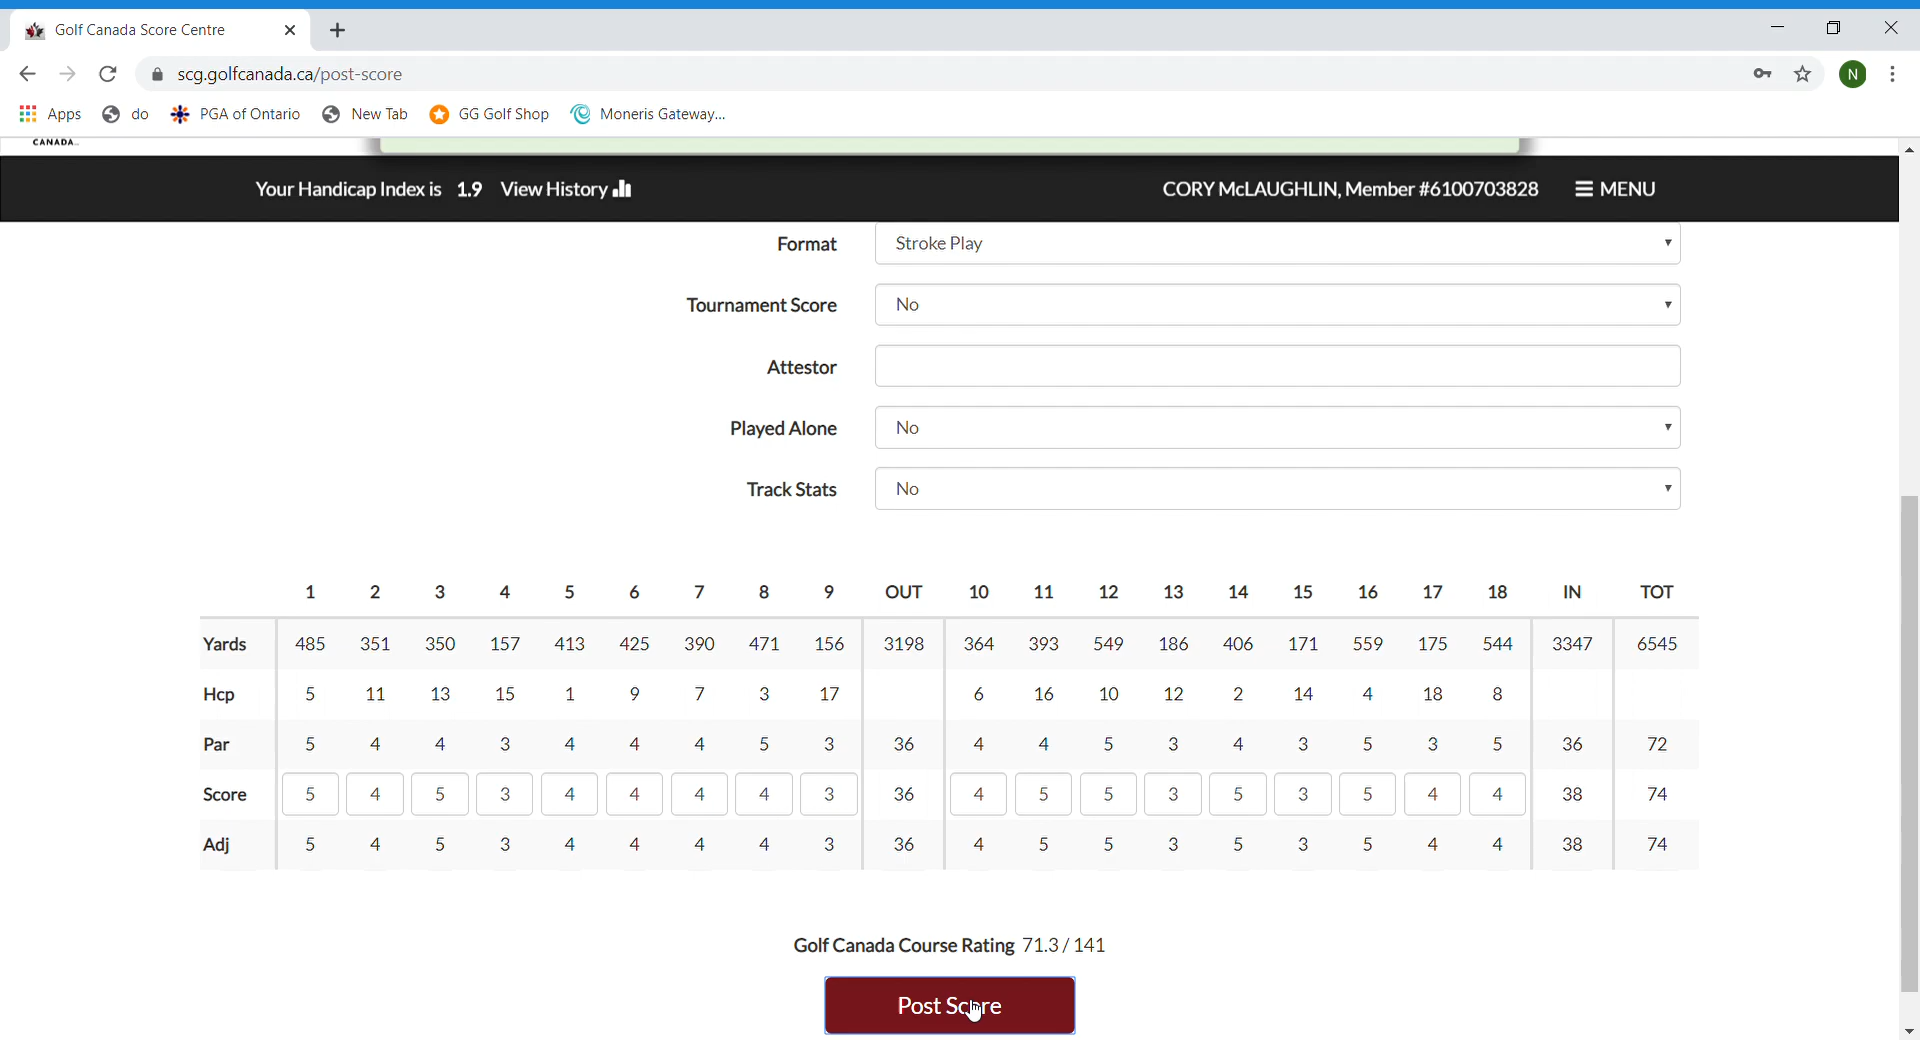 Golf Canada Score Centre
scg.golfcanada.ca/post-score
N
Apps do PGA of Ontario New Tab GG Golf Shop Moneris Gateway...
CANADA
Your Handicap Index is 1.9 View History CORY McLAUGHLIN, Member #6100703828 MENU
Format Stroke Play
Tournament Score No
Attestor
Played Alone No
Track Stats No
1 2 3 4 5 6 7 8 9 OUT 10 11 12 13 14 15 16 17 18 IN TOT
Yards 485 351 350 157 413 425 390 471 156 3198 364 393 549 186 406 171 559 175 544 3347 6545
Hcp 5 11 13 15 1 9 7 3 17 6 16 10 12 2 14 4 18 8
Par 5 4 4 3 4 4 4 5 3 36 4 4 5 3 4 3 5 3 5 36 72
Score 5 4 5 3 4 4 4 4 3 36 4 5 5 3 5 3 5 4 4 38 74
Adj 5 4 5 3 4 4 4 4 3 36 4 5 5 3 5 3 5 4 4 38 74
Golf Canada Course Rating 71.3 / 141
Post Score